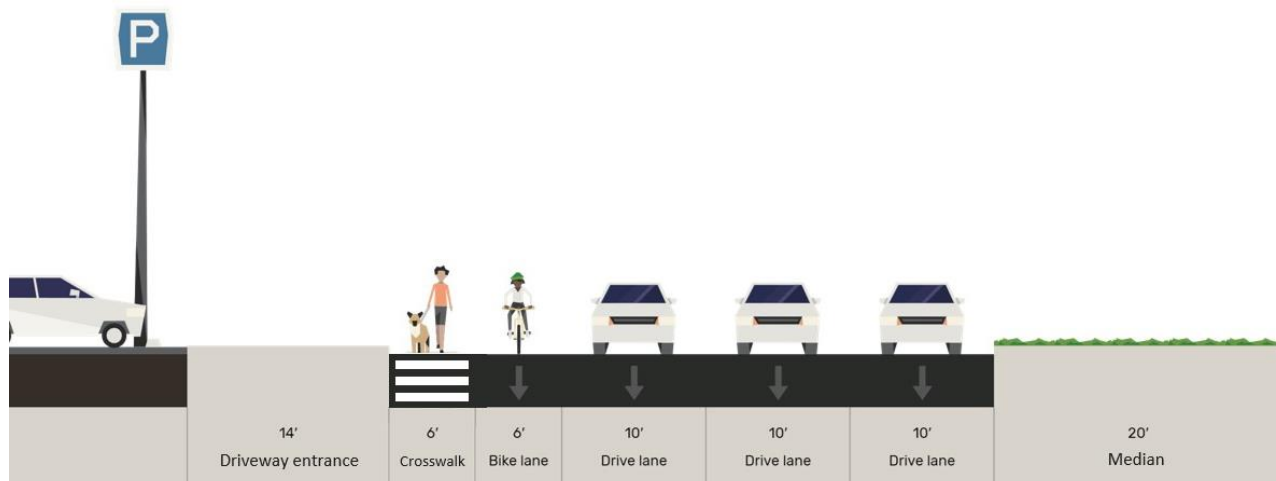 P
14’
Driveway entrance
6’
Crosswalk
6’
Bike lane
10’
Drive lane
10’
Drive lane
10’
Drive lane
20’
Median